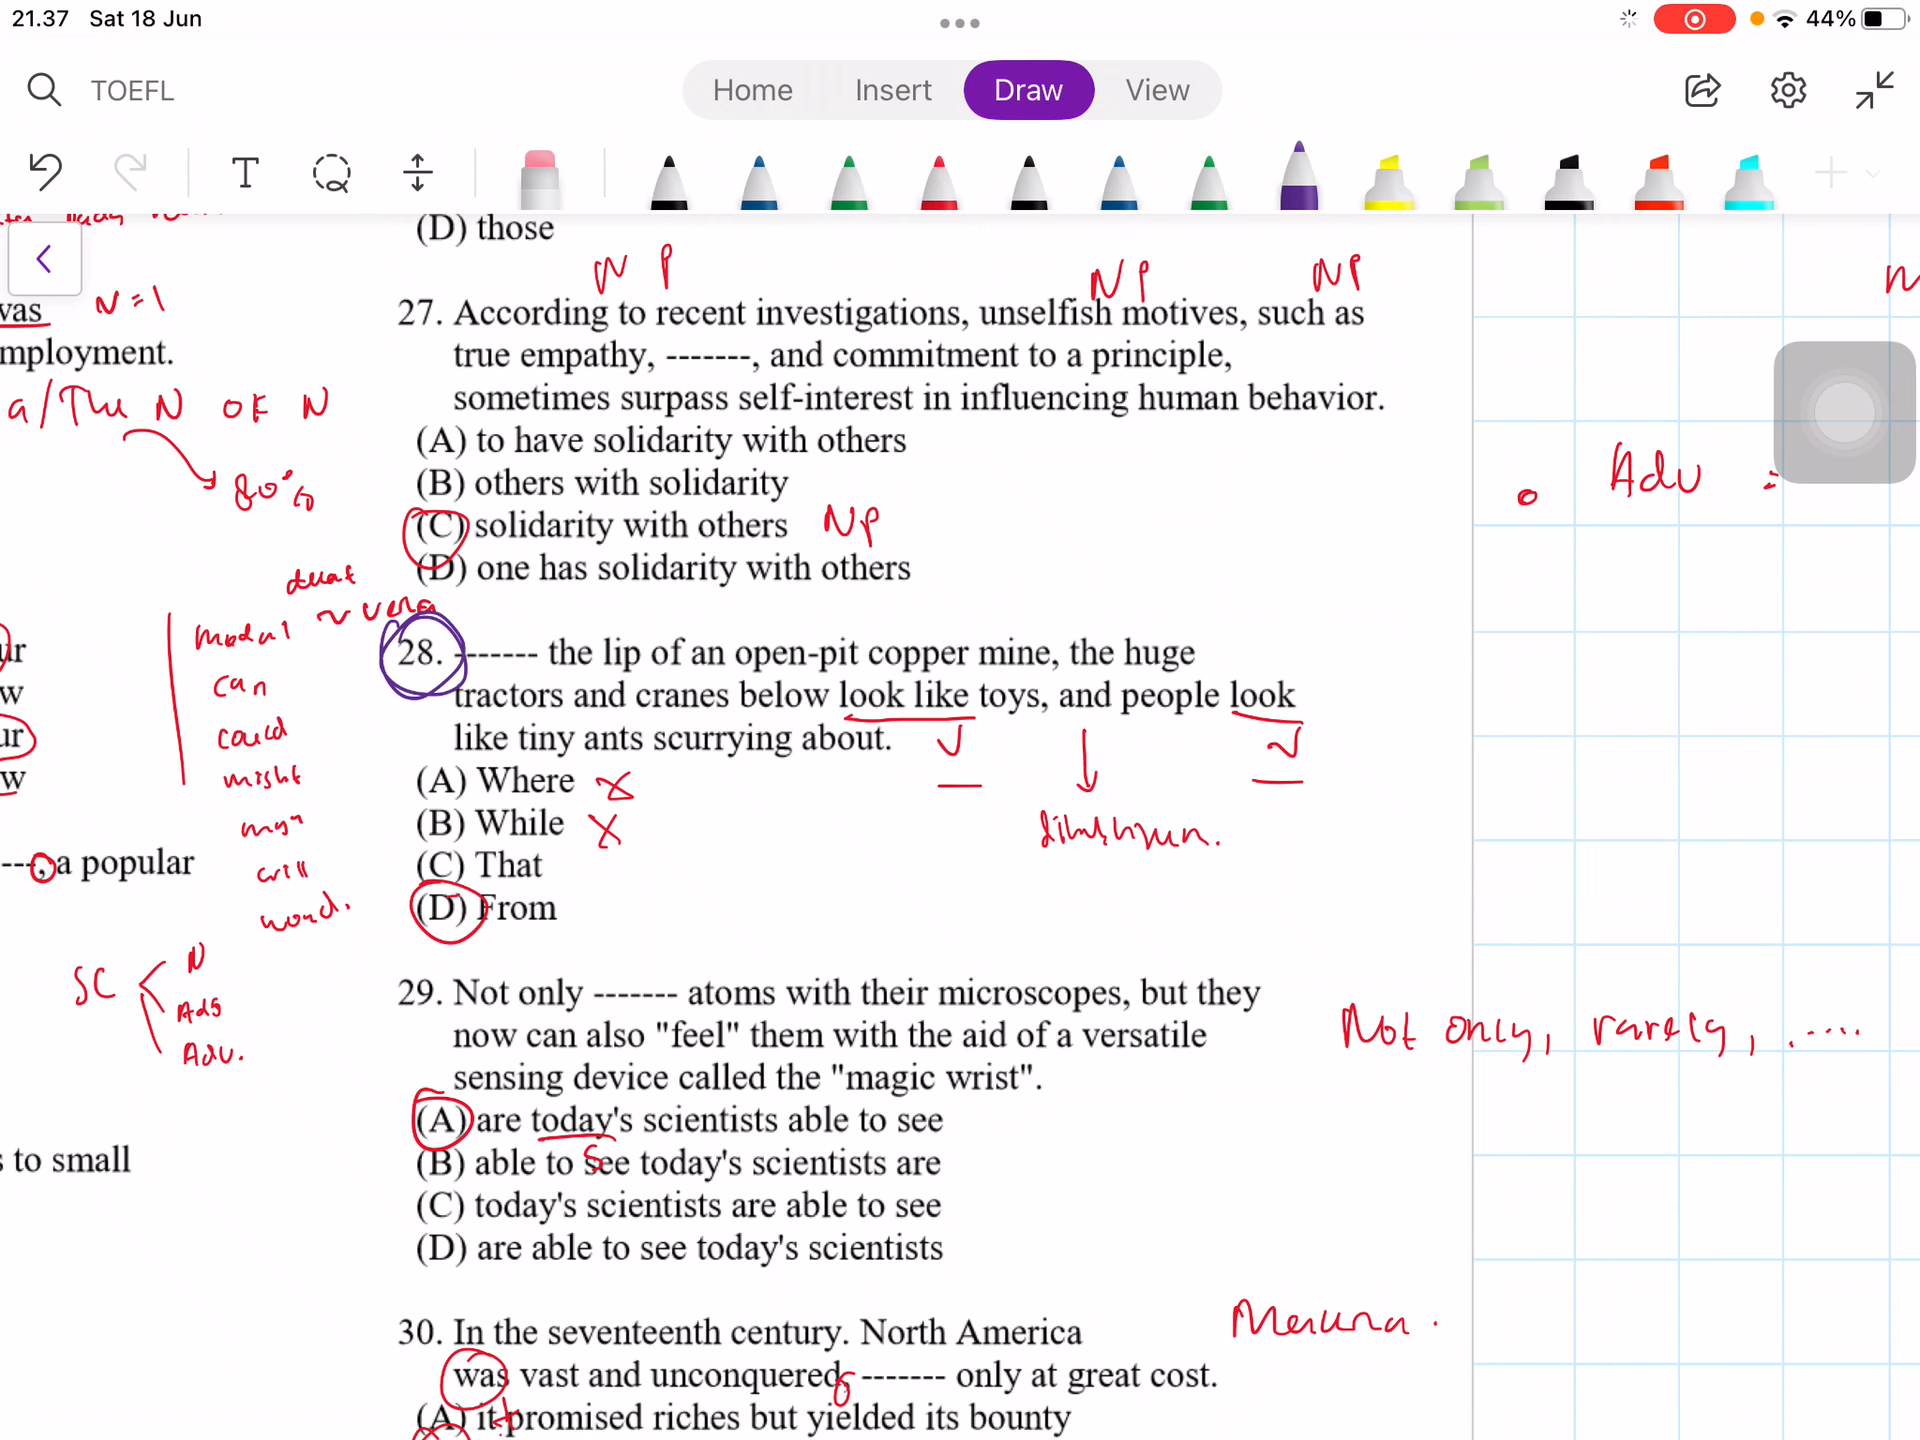 21.37 Sat 18 Jun
44%
TOEFL
Home Insert Draw View
(D) those
N P
NP
NP
27. According to recent investigations, unselfish motives, such as
true empathy, -------, and commitment to a principle,
sometimes surpass self-interest in influencing human behavior.
(A) to have solidarity with others
(B) others with solidarity
(C) solidarity with others NP
(D) one has solidarity with others
28. ------- the lip of an open-pit copper mine, the huge
tractors and cranes below look like toys, and people look
like tiny ants scurrying about.
(A) Where x
(B) While x
(C) That
(D) From
29. Not only ------- atoms with their microscopes, but they
now can also "feel" them with the aid of a versatile
sensing device called the "magic wrist".
(A) are today's scientists able to see
S
(B) able to see today's scientists are
(C) today's scientists are able to see
(D) are able to see today's scientists
30. In the seventeenth century. North America
was vast and unconquered, ------- only at great cost.
(A) it promised riches but yielded its bounty
was N = 1
mployment.
a/The N OF N
80%
modal
can
could
might
will
ur
w
ur
w
---, a popular
SC
N
Adj
Adv.
s to small
Adv :
Not only, rarely, .....